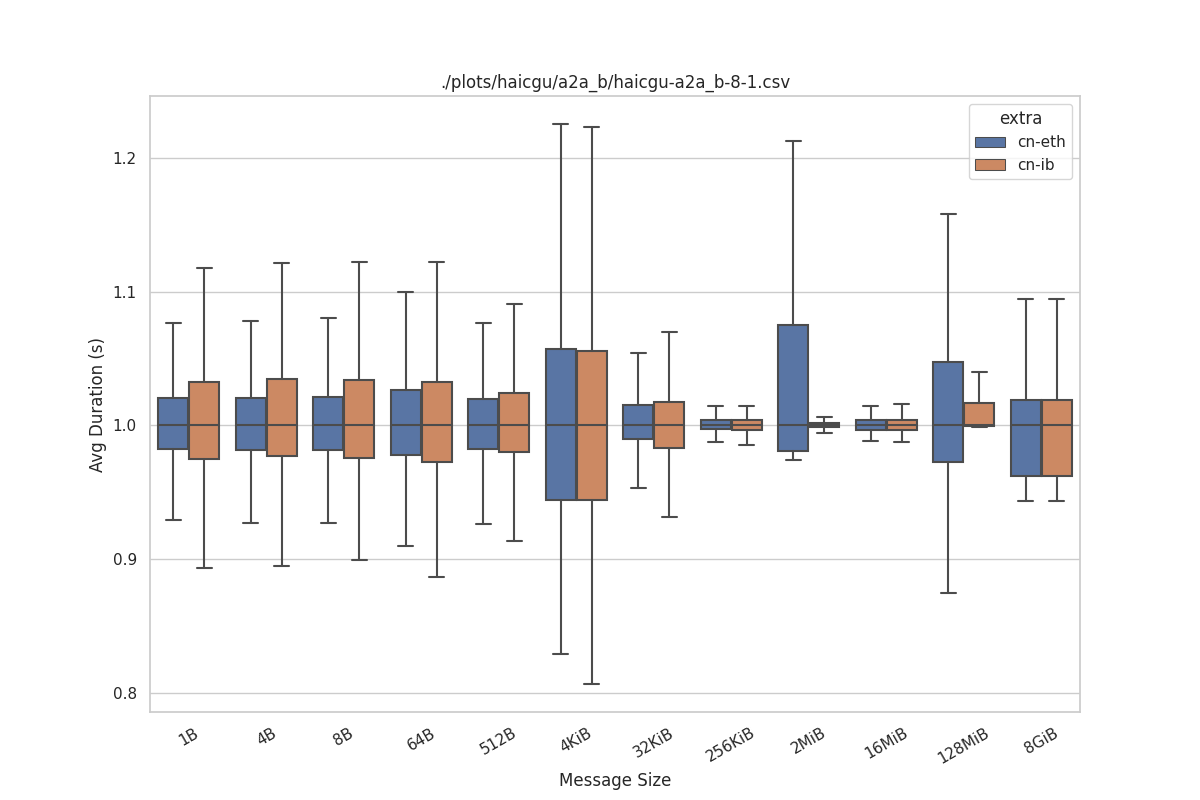 ./plots/haicgu/a2a_b/haicgu-a2a_b-8-1.csv
extra
cn-eth
cn-ib
Avg Duration (s)
1.2
1.1
1.0
0.9
0.8
1B
4B
8B
64B
512B
4KiB
32KiB
256KiB
2MiB
16MiB
128MiB
8GiB
Message Size